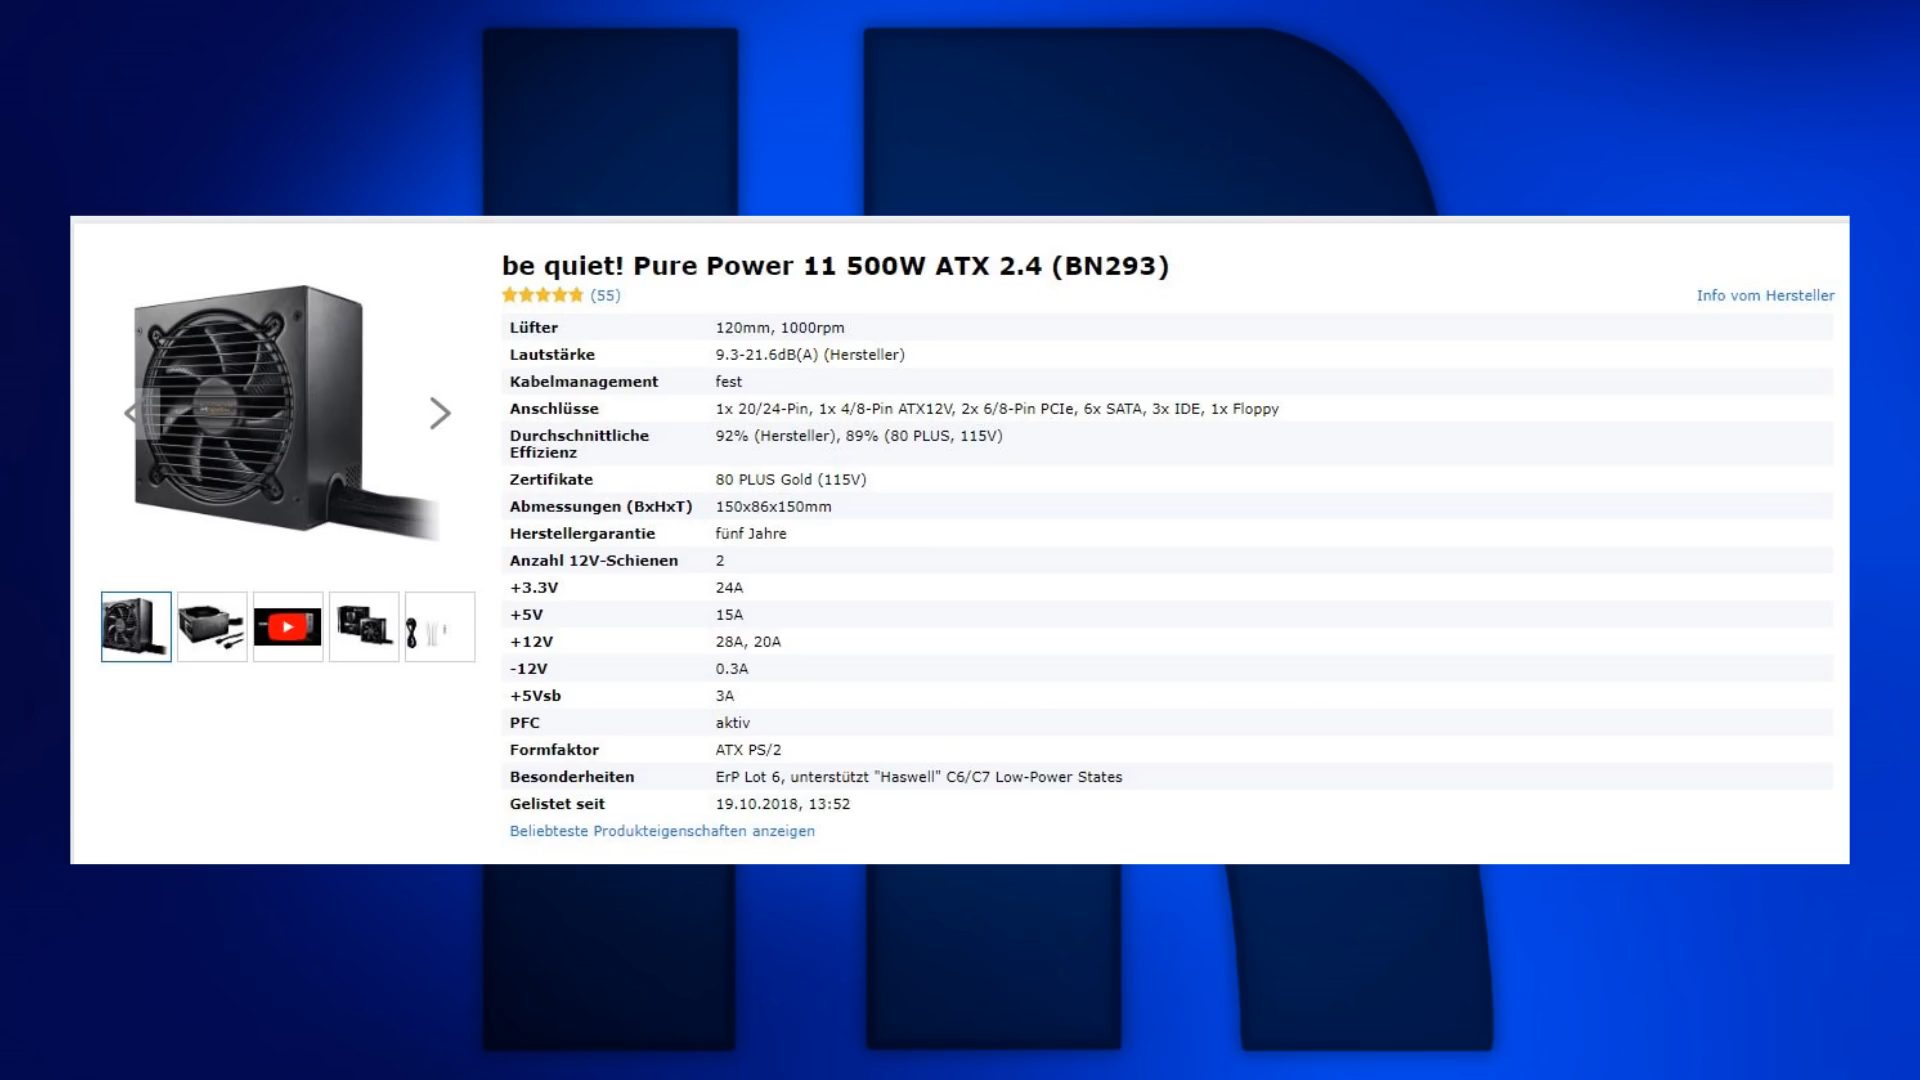 be quiet! Pure Power 11 500W ATX 2.4 (BN293)
(55)
Info vom Hersteller
Lüfter 120mm, 1000rpm
Lautstärke 9.3-21.6dB(A) (Hersteller)
Kabelmanagement fest
Anschlüsse 1x 20/24-Pin, 1x 4/8-Pin ATX12V, 2x 6/8-Pin PCIe, 6x SATA, 3x IDE, 1x Floppy
Durchschnittliche 92% (Hersteller), 89% (80 PLUS, 115V)
Effizienz
Zertifikate 80 PLUS Gold (115V)
Abmessungen (BxHxT) 150x86x150mm
Herstellergarantie fünf Jahre
Anzahl 12V-Schienen 2
+3.3V 24A
+5V 15A
+12V 28A, 20A
-12V 0.3A
+5Vsb 3A
PFC aktiv
Formfaktor ATX PS/2
Besonderheiten ErP Lot 6, unterstützt "Haswell" C6/C7 Low-Power States
Gelistet seit 19.10.2018, 13:52
Beliebteste Produkteigenschaften anzeigen